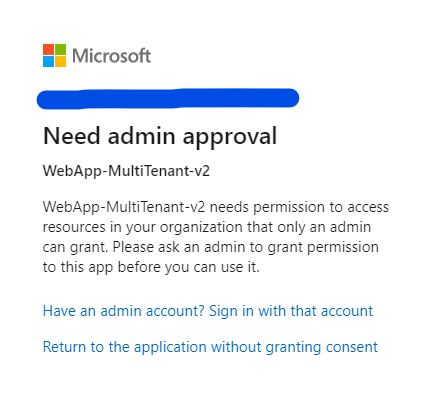 Microsoft
Need admin approval
WebApp-MultiTenant-v2
WebApp-MultiTenant-v2 needs permission to access
resources in your organization that only an admin
can grant. Please ask an admin to grant permission
to this app before you can use it.
Have an admin account? Sign in with that account
Return to the application without granting consent